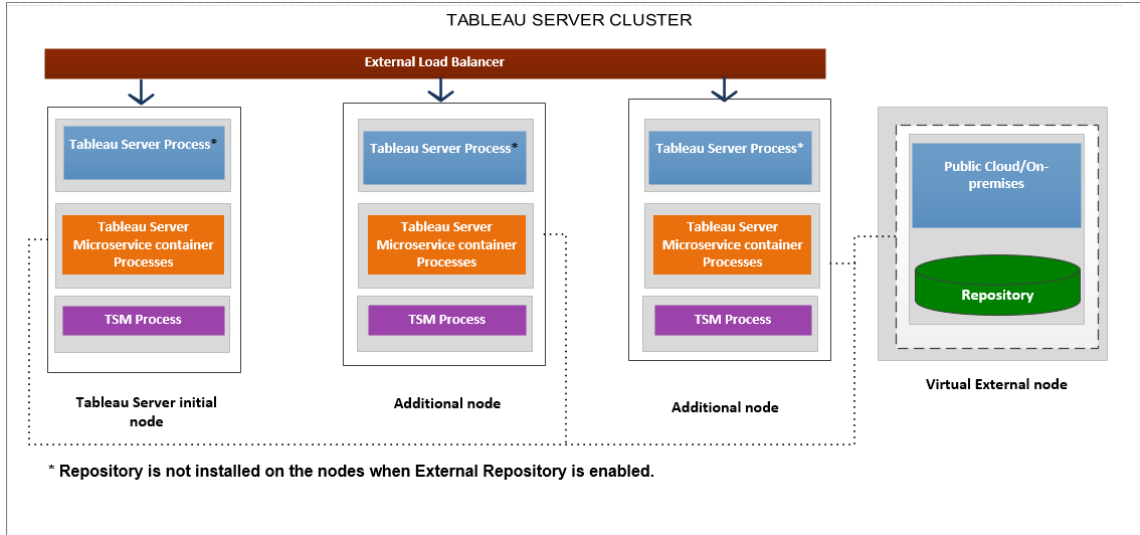 TABLEAU SERVER CLUSTER
External Load Balancer
Tableau Server Process*
Tableau Server
Microservice container
Processes
TSM Process
Tableau Server initial
node
Tableau Server Process*
Tableau Server
Microservice container
Processes
TSM Process
Additional node
Tableau Server Process*
Tableau Server
Microservice container
Processes
TSM Process
Additional node
Public Cloud/On-
premises
Repository
Virtual External node
* Repository is not installed on the nodes when External Repository is enabled.